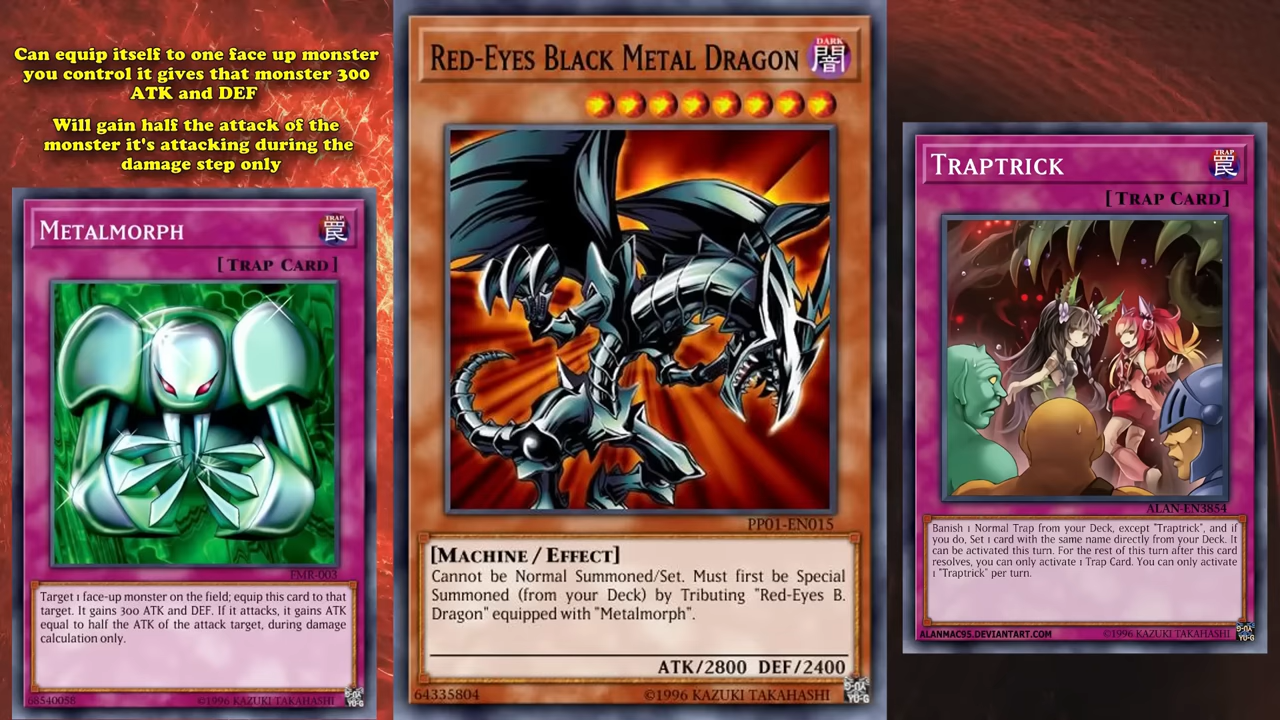 Can equip itself to one face up monster
you control it gives that monster 300
ATK and DEF
Will gain half the attack of the
monster it's attacking during the
damage step only
METALMORPH
TRAP
罠
[TRAP CARD]
FMR-003
Target 1 face-up monster on the field; equip this card to that
target. It gains 300 ATK and DEF. If it attacks, it gains ATK
equal to half the ATK of the attack target, during damage
calculation only.
68540058
©1996 KAZUKI TAKAHASHI
RED-EYES BLACK METAL DRAGON
DARK
闇
PP01-EN015
[MACHINE / EFFECT]
Cannot be Normal Summoned/Set. Must first be Special
Summoned (from your Deck) by Tributing "Red-Eyes B.
Dragon" equipped with "Metalmorph".
ATK/2800 DEF/2400
64335804
©1996 KAZUKI TAKAHASHI
TRAPTRICK
TRAP
罠
[TRAP CARD]
ALAN-EN3854
Banish 1 Normal Trap from your Deck, except "Traptrick", and if
you do, Set 1 card with the same name directly from your Deck. It
can be activated this turn. For the rest of this turn after this card
resolves, you can only activate 1 Trap Card. You can only activate
1 "Traptrick" per turn.
ALANMAC95.DEVIANTART.COM
©1996 KAZUKI TAKAHASHI